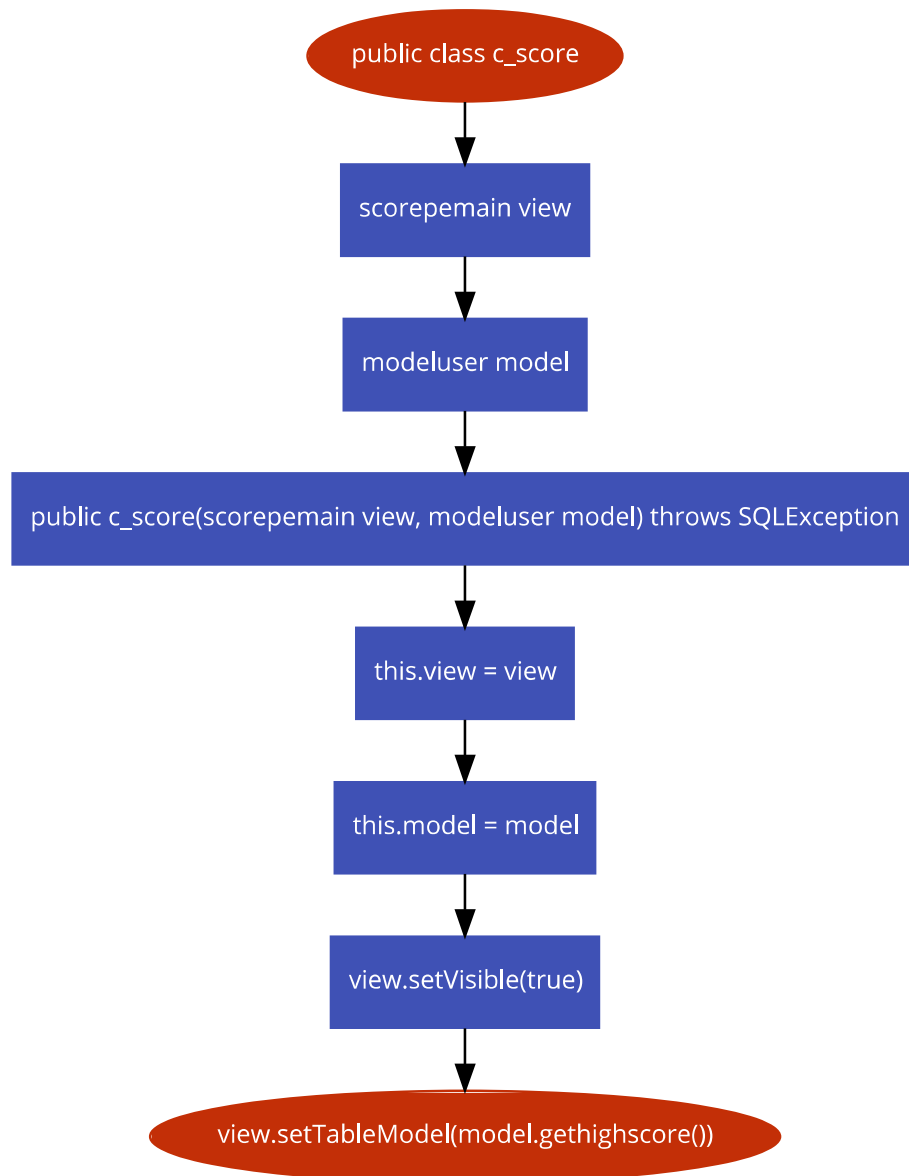 public class c_score
scorepemain view
modeluser model
public c_score(scorepemain view, modeluser model) throws SQLException
this.view = view
this.model = model
view.setVisible(true)
view.setTableModel(model.gethighscore())